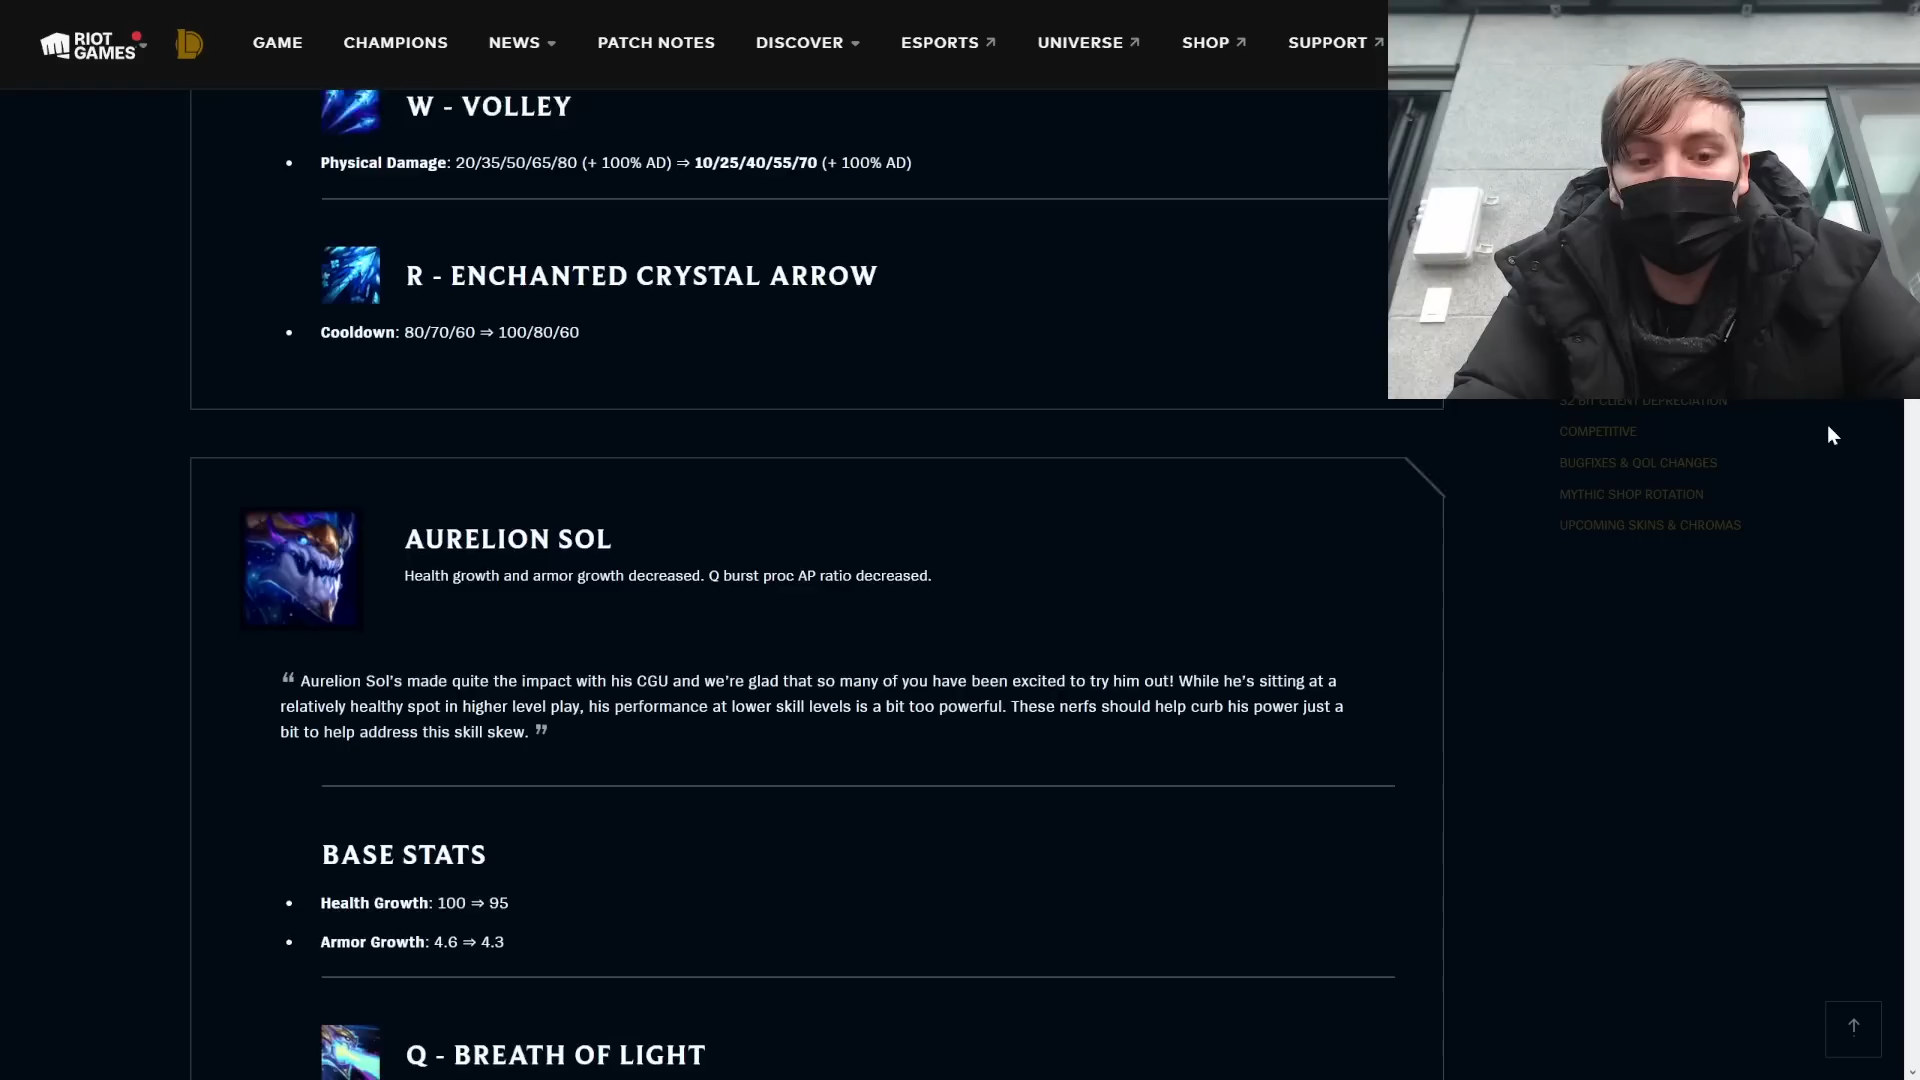 RIOT GAMES
GAME CHAMPIONS NEWS PATCH NOTES DISCOVER ESPORTS UNIVERSE SHOP SUPPORT
W - VOLLEY
• Physical Damage: 20/35/50/65/80 (+ 100% AD) ⇒ 10/25/40/55/70 (+ 100% AD)
R - ENCHANTED CRYSTAL ARROW
• Cooldown: 80/70/60 ⇒ 100/80/60
32 BIT CLIENT DEPRECIATION
COMPETITIVE
BUGFIXES & QOL CHANGES
MYTHIC SHOP ROTATION
UPCOMING SKINS & CHROMAS
AURELION SOL
Health growth and armor growth decreased. Q burst proc AP ratio decreased.
“ Aurelion Sol’s made quite the impact with his CGU and we’re glad that so many of you have been excited to try him out! While he’s sitting at a
relatively healthy spot in higher level play, his performance at lower skill levels is a bit too powerful. These nerfs should help curb his power just a
bit to help address this skill skew. ”
BASE STATS
• Health Growth: 100 ⇒ 95
• Armor Growth: 4.6 ⇒ 4.3
Q - BREATH OF LIGHT